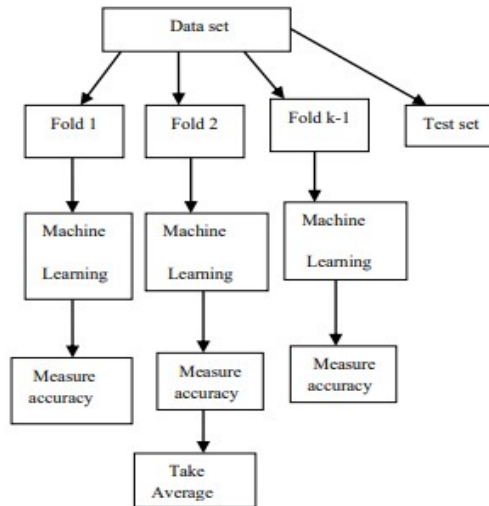 Data set
Fold 1
Fold 2
Fold k-1
Test set
Machine
Learning
Machine
Learning
Machine
Learning
Measure
accuracy
Measure
accuracy
Measure
accuracy
Take
Average